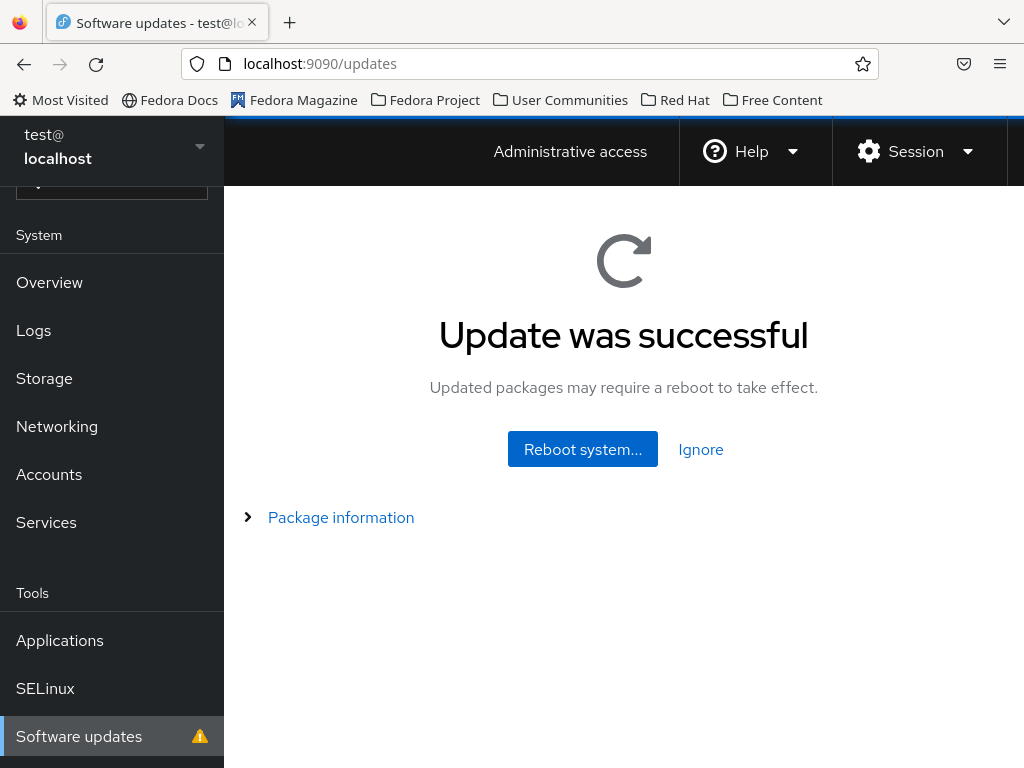 Software updates - test@lo
localhost:9090/updates
Most Visited
Fedora Docs
Fedora Magazine
Fedora Project
User Communities
Red Hat
Free Content
test@
localhost
Administrative access
Help
Session
System
Overview
Logs
Storage
Networking
Accounts
Services
Tools
Applications
SELinux
Software updates
Update was successful
Updated packages may require a reboot to take effect.
Reboot system...
Ignore
Package information